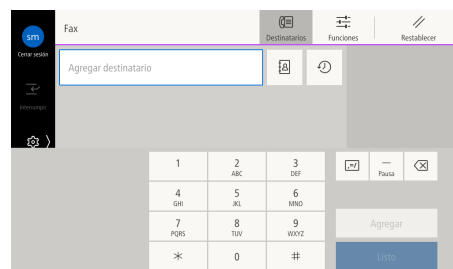 sm
Cerrar sesión
Interrumpir
Fax
Destinatarios
Funciones
Restablecer
Agregar destinatario
1
2
ABC
3
DEF
4
GHI
5
JKL
6
MNO
7
PQRS
8
TUV
9
WXYZ
*
0
#
.=/
Pausa
Agregar
Listo